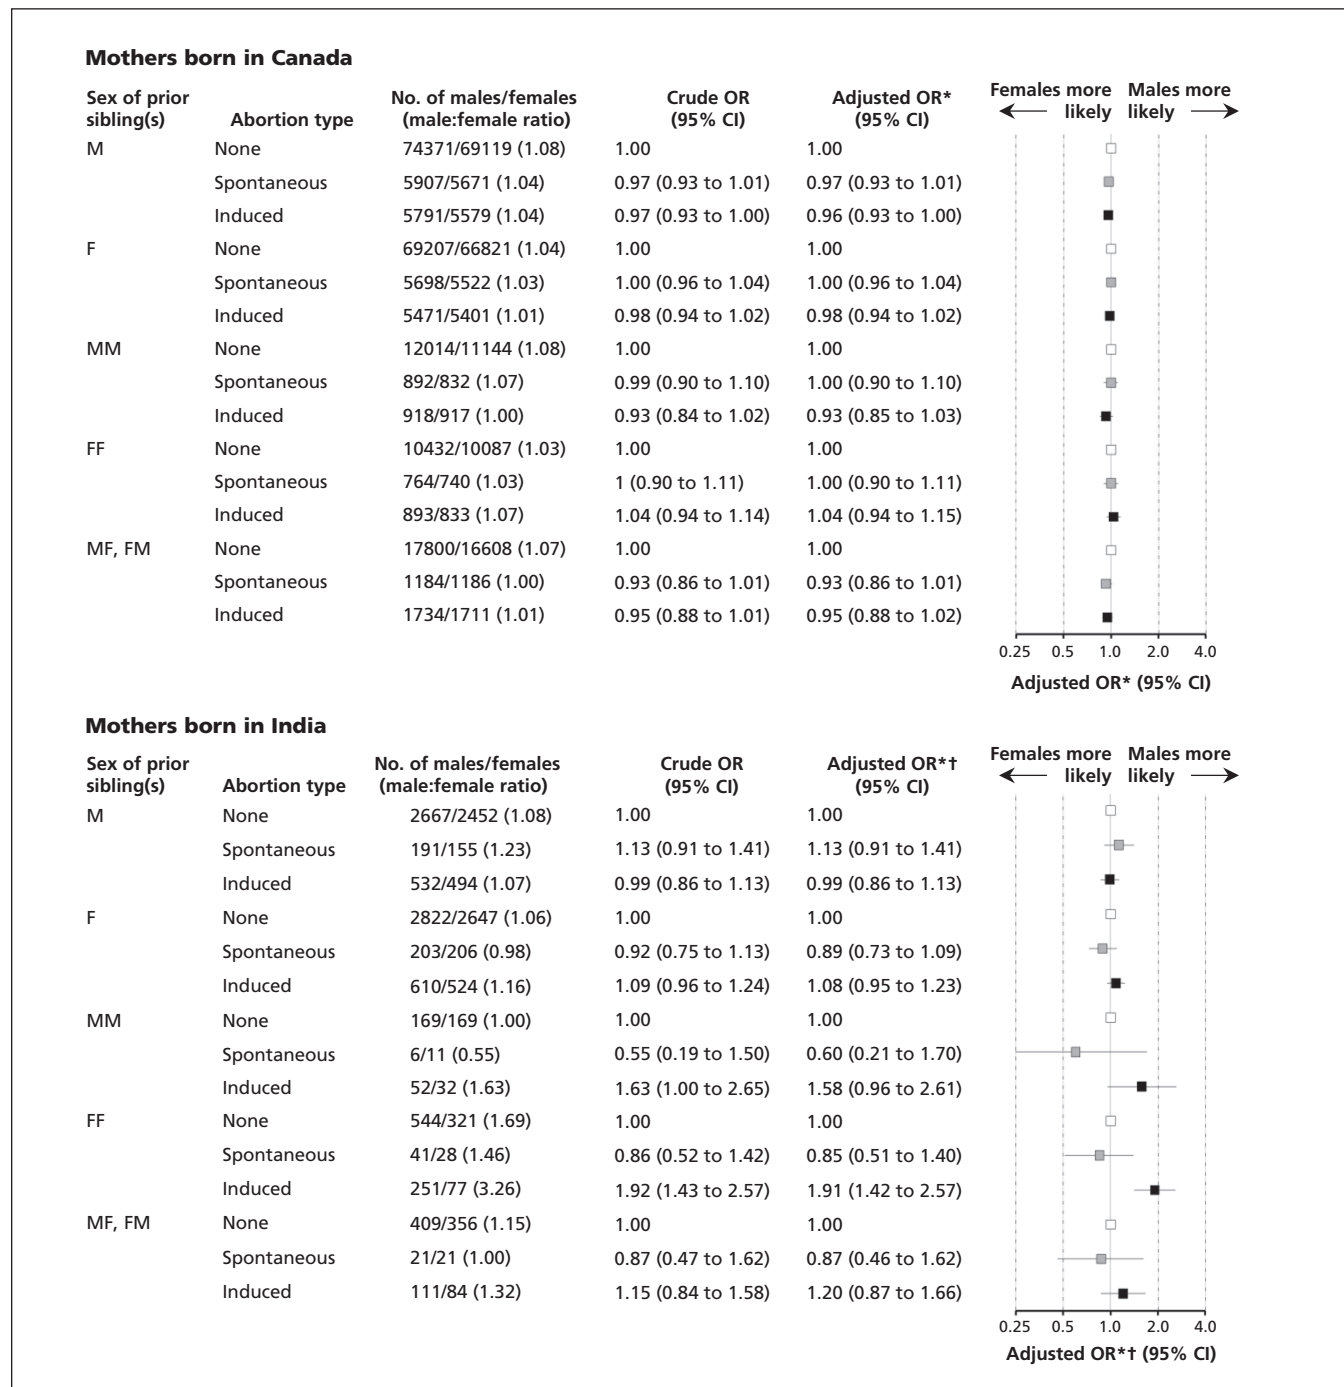 Mothers born in Canada
Sex of prior sibling(s) Abortion type No. of males/females (male:female ratio) Crude OR (95% CI) Adjusted OR* (95% CI) Females more likely Males more likely
M None 74371/69119 (1.08) 1.00 1.00
Spontaneous 5907/5671 (1.04) 0.97 (0.93 to 1.01) 0.97 (0.93 to 1.01)
Induced 5791/5579 (1.04) 0.97 (0.93 to 1.00) 0.96 (0.93 to 1.00)
F None 69207/66821 (1.04) 1.00 1.00
Spontaneous 5698/5522 (1.03) 1.00 (0.96 to 1.04) 1.00 (0.96 to 1.04)
Induced 5471/5401 (1.01) 0.98 (0.94 to 1.02) 0.98 (0.94 to 1.02)
MM None 12014/11144 (1.08) 1.00 1.00
Spontaneous 892/832 (1.07) 0.99 (0.90 to 1.10) 1.00 (0.90 to 1.10)
Induced 918/917 (1.00) 0.93 (0.84 to 1.02) 0.93 (0.85 to 1.03)
FF None 10432/10087 (1.03) 1.00 1.00
Spontaneous 764/740 (1.03) 1 (0.90 to 1.11) 1.00 (0.90 to 1.11)
Induced 893/833 (1.07) 1.04 (0.94 to 1.14) 1.04 (0.94 to 1.15)
MF, FM None 17800/16608 (1.07) 1.00 1.00
Spontaneous 1184/1186 (1.00) 0.93 (0.86 to 1.01) 0.93 (0.86 to 1.01)
Induced 1734/1711 (1.01) 0.95 (0.88 to 1.01) 0.95 (0.88 to 1.02)
0.25 0.5 1.0 2.0 4.0
Adjusted OR* (95% CI)
Mothers born in India
Sex of prior sibling(s) Abortion type No. of males/females (male:female ratio) Crude OR (95% CI) Adjusted OR*† (95% CI) Females more likely Males more likely
M None 2667/2452 (1.08) 1.00 1.00
Spontaneous 191/155 (1.23) 1.13 (0.91 to 1.41) 1.13 (0.91 to 1.41)
Induced 532/494 (1.07) 0.99 (0.86 to 1.13) 0.99 (0.86 to 1.13)
F None 2822/2647 (1.06) 1.00 1.00
Spontaneous 203/206 (0.98) 0.92 (0.75 to 1.13) 0.89 (0.73 to 1.09)
Induced 610/524 (1.16) 1.09 (0.96 to 1.24) 1.08 (0.95 to 1.23)
MM None 169/169 (1.00) 1.00 1.00
Spontaneous 6/11 (0.55) 0.55 (0.19 to 1.50) 0.60 (0.21 to 1.70)
Induced 52/32 (1.63) 1.63 (1.00 to 2.65) 1.58 (0.96 to 2.61)
FF None 544/321 (1.69) 1.00 1.00
Spontaneous 41/28 (1.46) 0.86 (0.52 to 1.42) 0.85 (0.51 to 1.40)
Induced 251/77 (3.26) 1.92 (1.43 to 2.57) 1.91 (1.42 to 2.57)
MF, FM None 409/356 (1.15) 1.00 1.00
Spontaneous 21/21 (1.00) 0.87 (0.47 to 1.62) 0.87 (0.46 to 1.62)
Induced 111/84 (1.32) 1.15 (0.84 to 1.58) 1.20 (0.87 to 1.66)
0.25 0.5 1.0 2.0 4.0
Adjusted OR*† (95% CI)